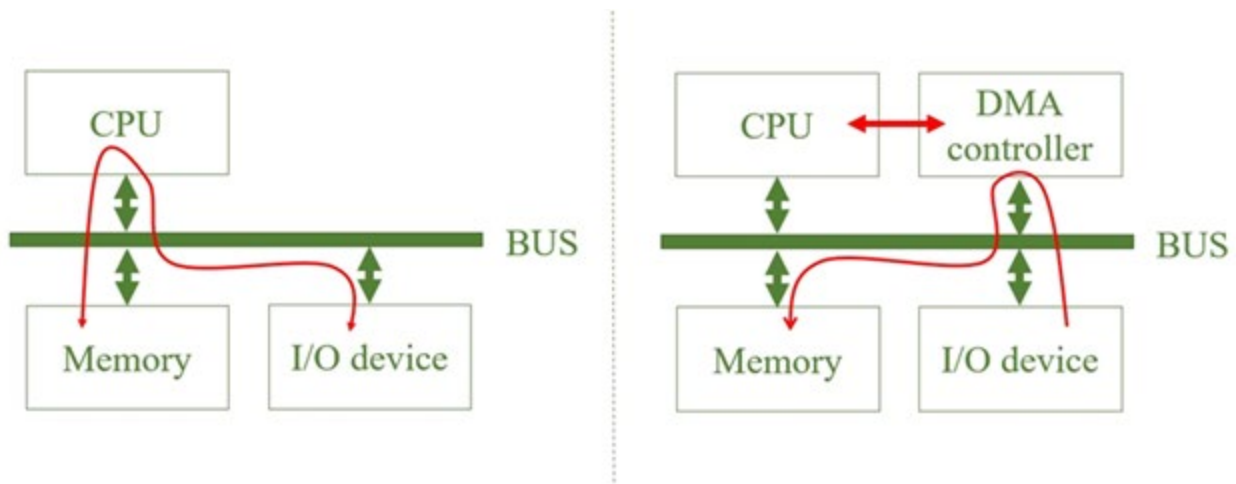 CPU
BUS
Memory
I/O device
CPU
DMA
controller
BUS
Memory
I/O device